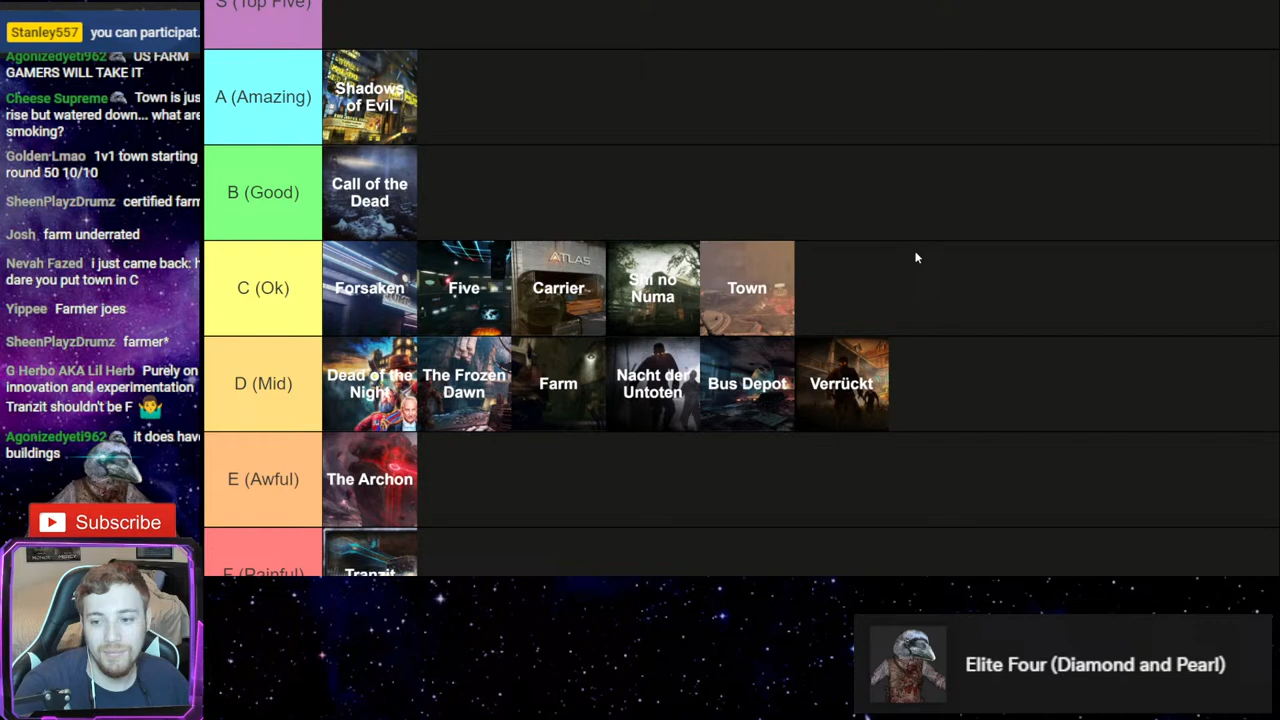 Stanley557 you can participat.
Agonizedyeti962 US FARM
GAMERS WILL TAKE IT
Cheese Supreme Town is jus
rise but watered down... what are
smoking?
Golden Lmao 1v1 town starting
round 50 10/10
SheenPlayzDrumz certified farm
Josh farm underrated
Nevah Fazed i just came back: h
dare you put town in C
Yippee Farmer joes
SheenPlayzDrumz farmer*
G Herbo AKA Lil Herb Purely on
innovation and experimentation
Tranzit shouldn't be F
Agonizedyeti962 it does have
buildings
Subscribe
S (Top Five)
A (Amazing)
Shadows
of Evil
B (Good)
Call of the
Dead
C (Ok)
Forsaken
Five
ATLAS
Carrier
Shi no
Numa
Town
D (Mid)
Dead of the
Night
The Frozen
Dawn
Farm
Nacht der
Untoten
Bus Depot
Verrückt
E (Awful)
The Archon
F (Painful)
Tranzit
Elite Four (Diamond and Pearl)